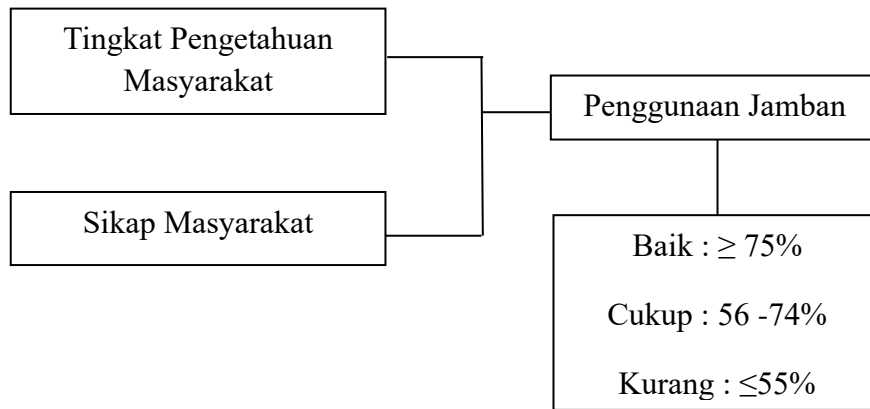 Tingkat Pengetahuan
Masyarakat
Penggunaan Jamban
Sikap Masyarakat
Baik : ≥ 75%
Cukup : 56 -74%
Kurang : ≤55%